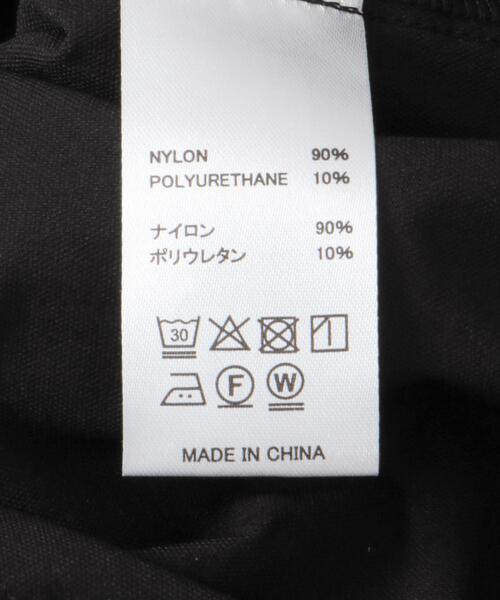 NYLON 90%
POLYURETHANE 10%
ナイロン 90%
ポリウレタン 10%
30
F W
MADE IN CHINA